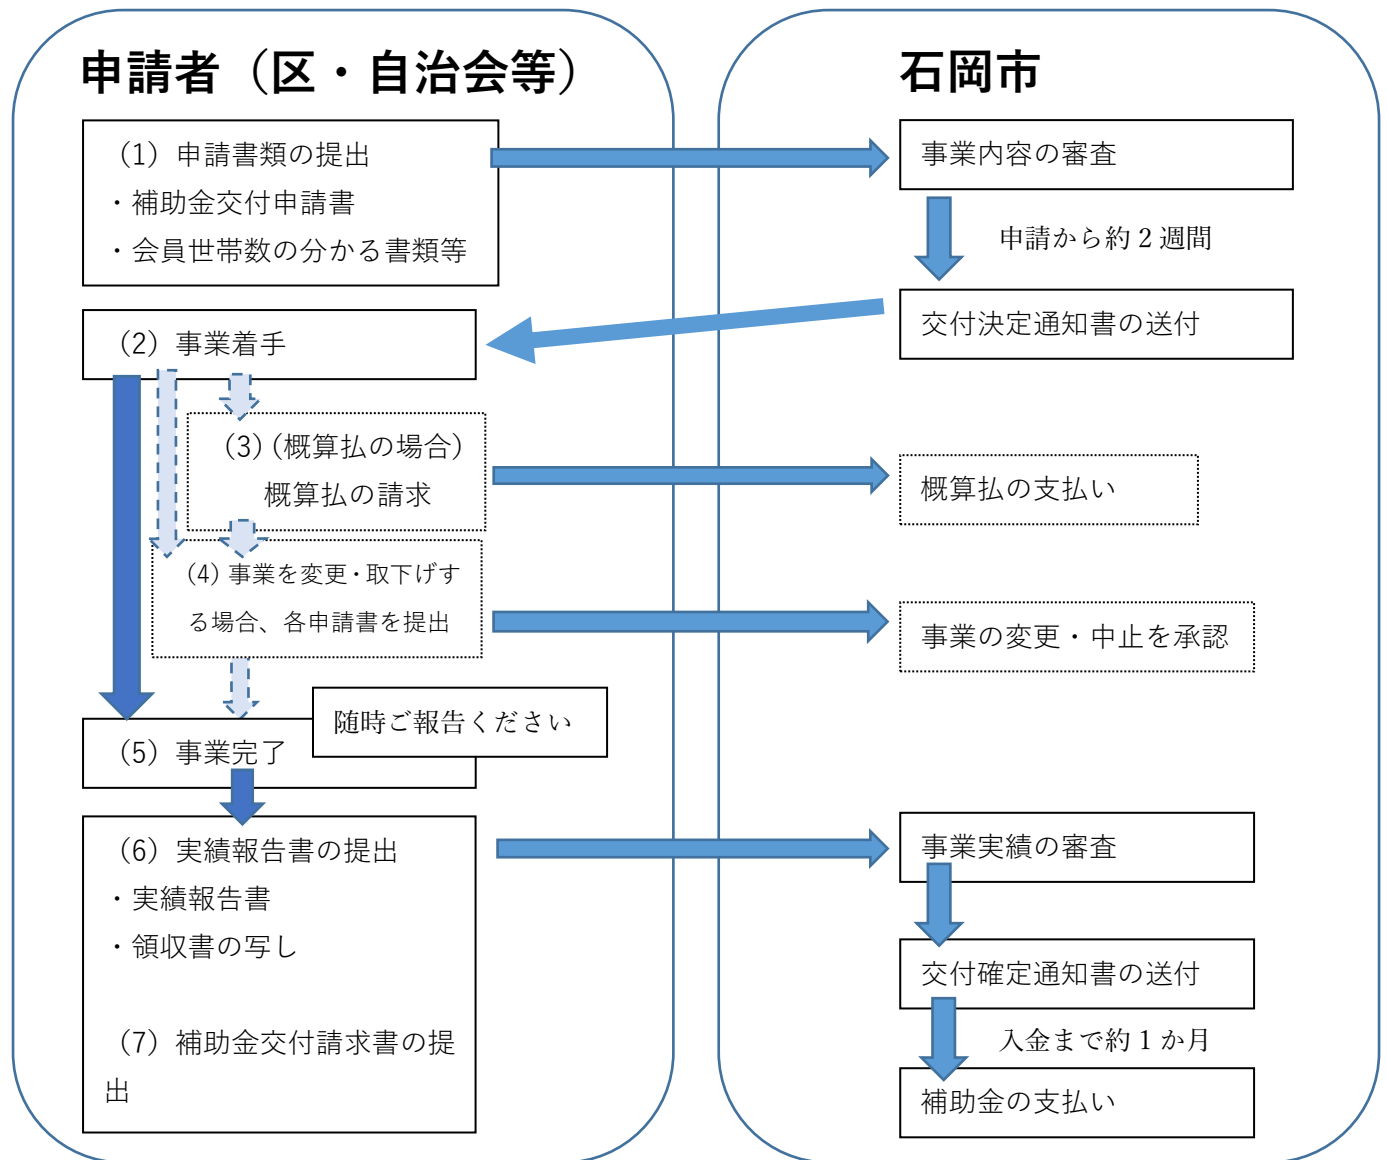 申請者（区・自治会等）
（1）申請書類の提出
・補助金交付申請書
・会員世帯数の分かる書類等
（2）事業着手
（3）（概算払の場合）
概算払の請求
（4）事業を変更・取下げす
る場合、各申請書を提出
随時ご報告ください
（5）事業完了
（6）実績報告書の提出
・実績報告書
・領収書の写し
（7）補助金交付請求書の提
出
石岡市
事業内容の審査
申請から約２週間
交付決定通知書の送付
概算払の支払い
事業の変更・中止を承認
事業実績の審査
交付確定通知書の送付
入金まで約１か月
補助金の支払い